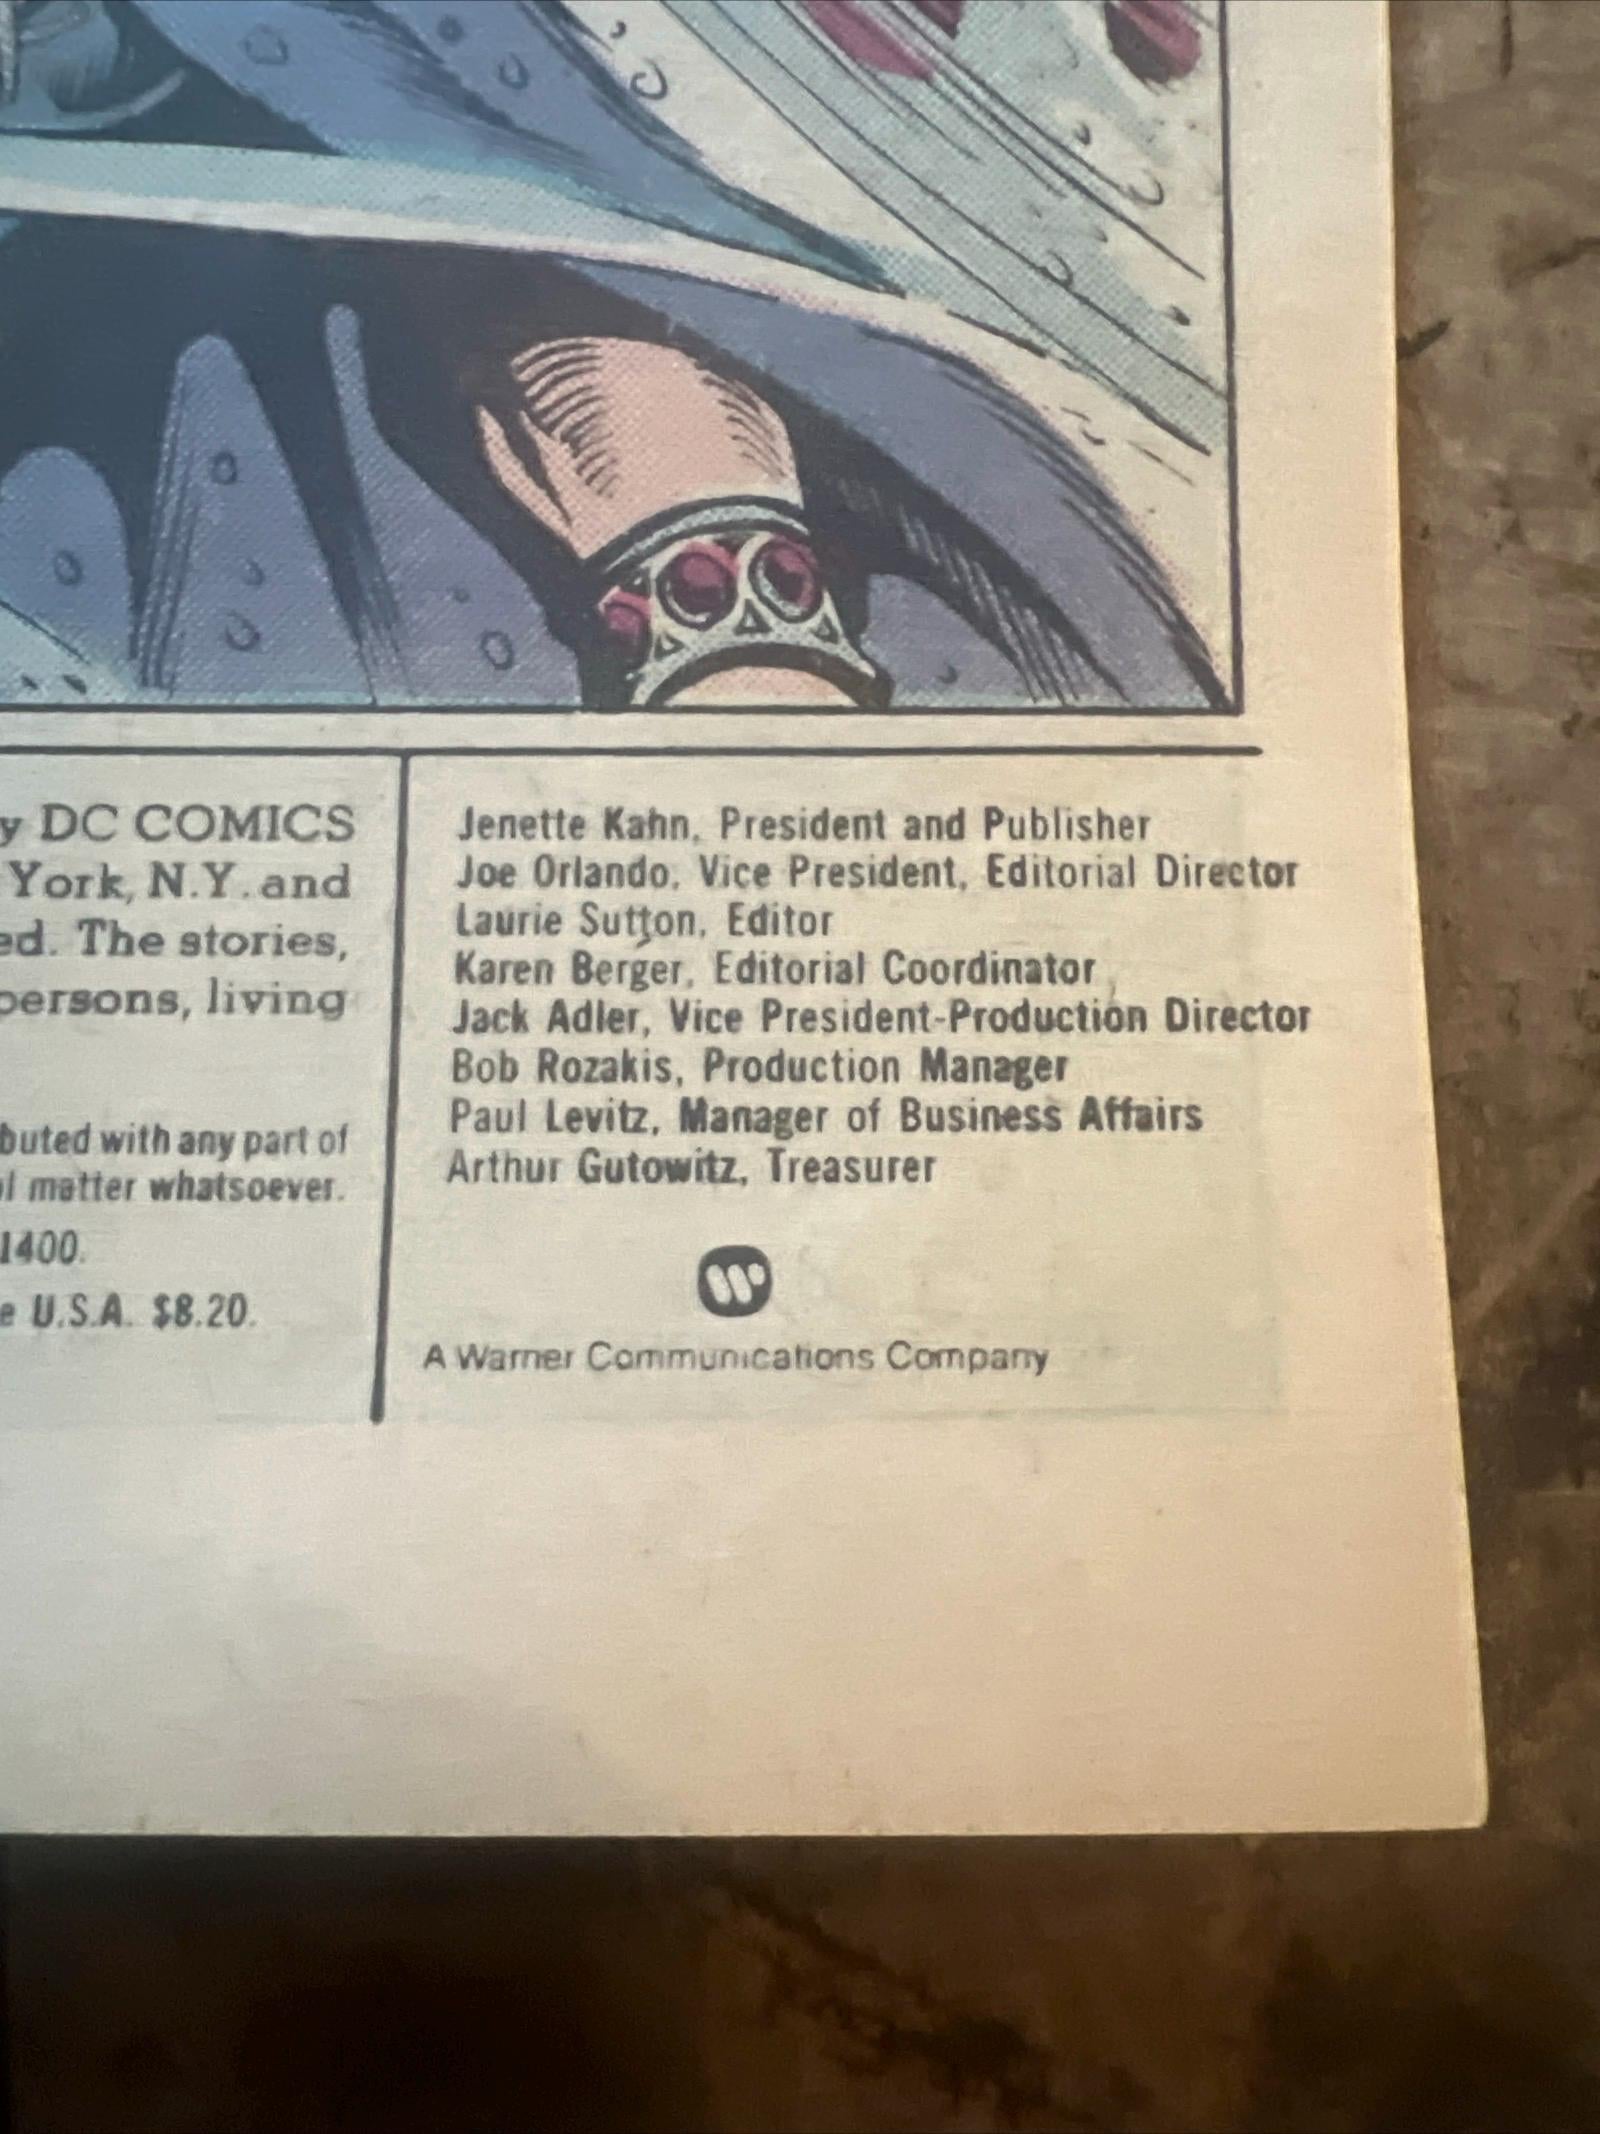 y DC COMICS
York, N.Y. and
ed. The stories,
persons, living
buted with any part of
l matter whatsoever.
1400.
e U.S.A. $8.20.
Jenette Kahn, President and Publisher
Joe Orlando, Vice President, Editorial Director
Laurie Sutton, Editor
Karen Berger, Editorial Coordinator
Jack Adler, Vice President-Production Director
Bob Rozakis, Production Manager
Paul Levitz, Manager of Business Affairs
Arthur Gutowitz, Treasurer
W
A Warner Communications Company